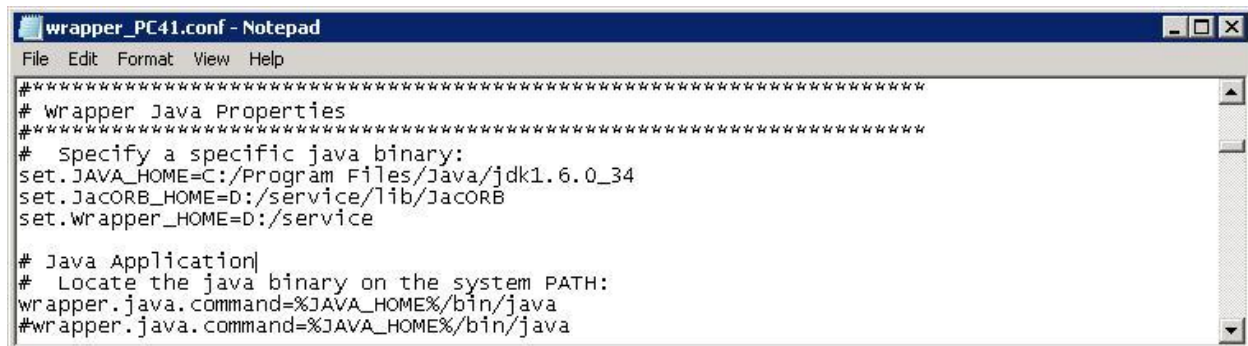 wrapper_PC41.conf - Notepad
File Edit Format View Help
#********************************************************************
# Wrapper Java Properties
#********************************************************************
#  Specify a specific java binary:
set.JAVA_HOME=C:/Program Files/Java/jdk1.6.0_34
set.JacORB_HOME=D:/service/lib/JacORB
set.Wrapper_HOME=D:/service
# Java Application
#  Locate the java binary on the system PATH:
wrapper.java.command=%JAVA_HOME%/bin/java
#wrapper.java.command=%JAVA_HOME%/bin/java